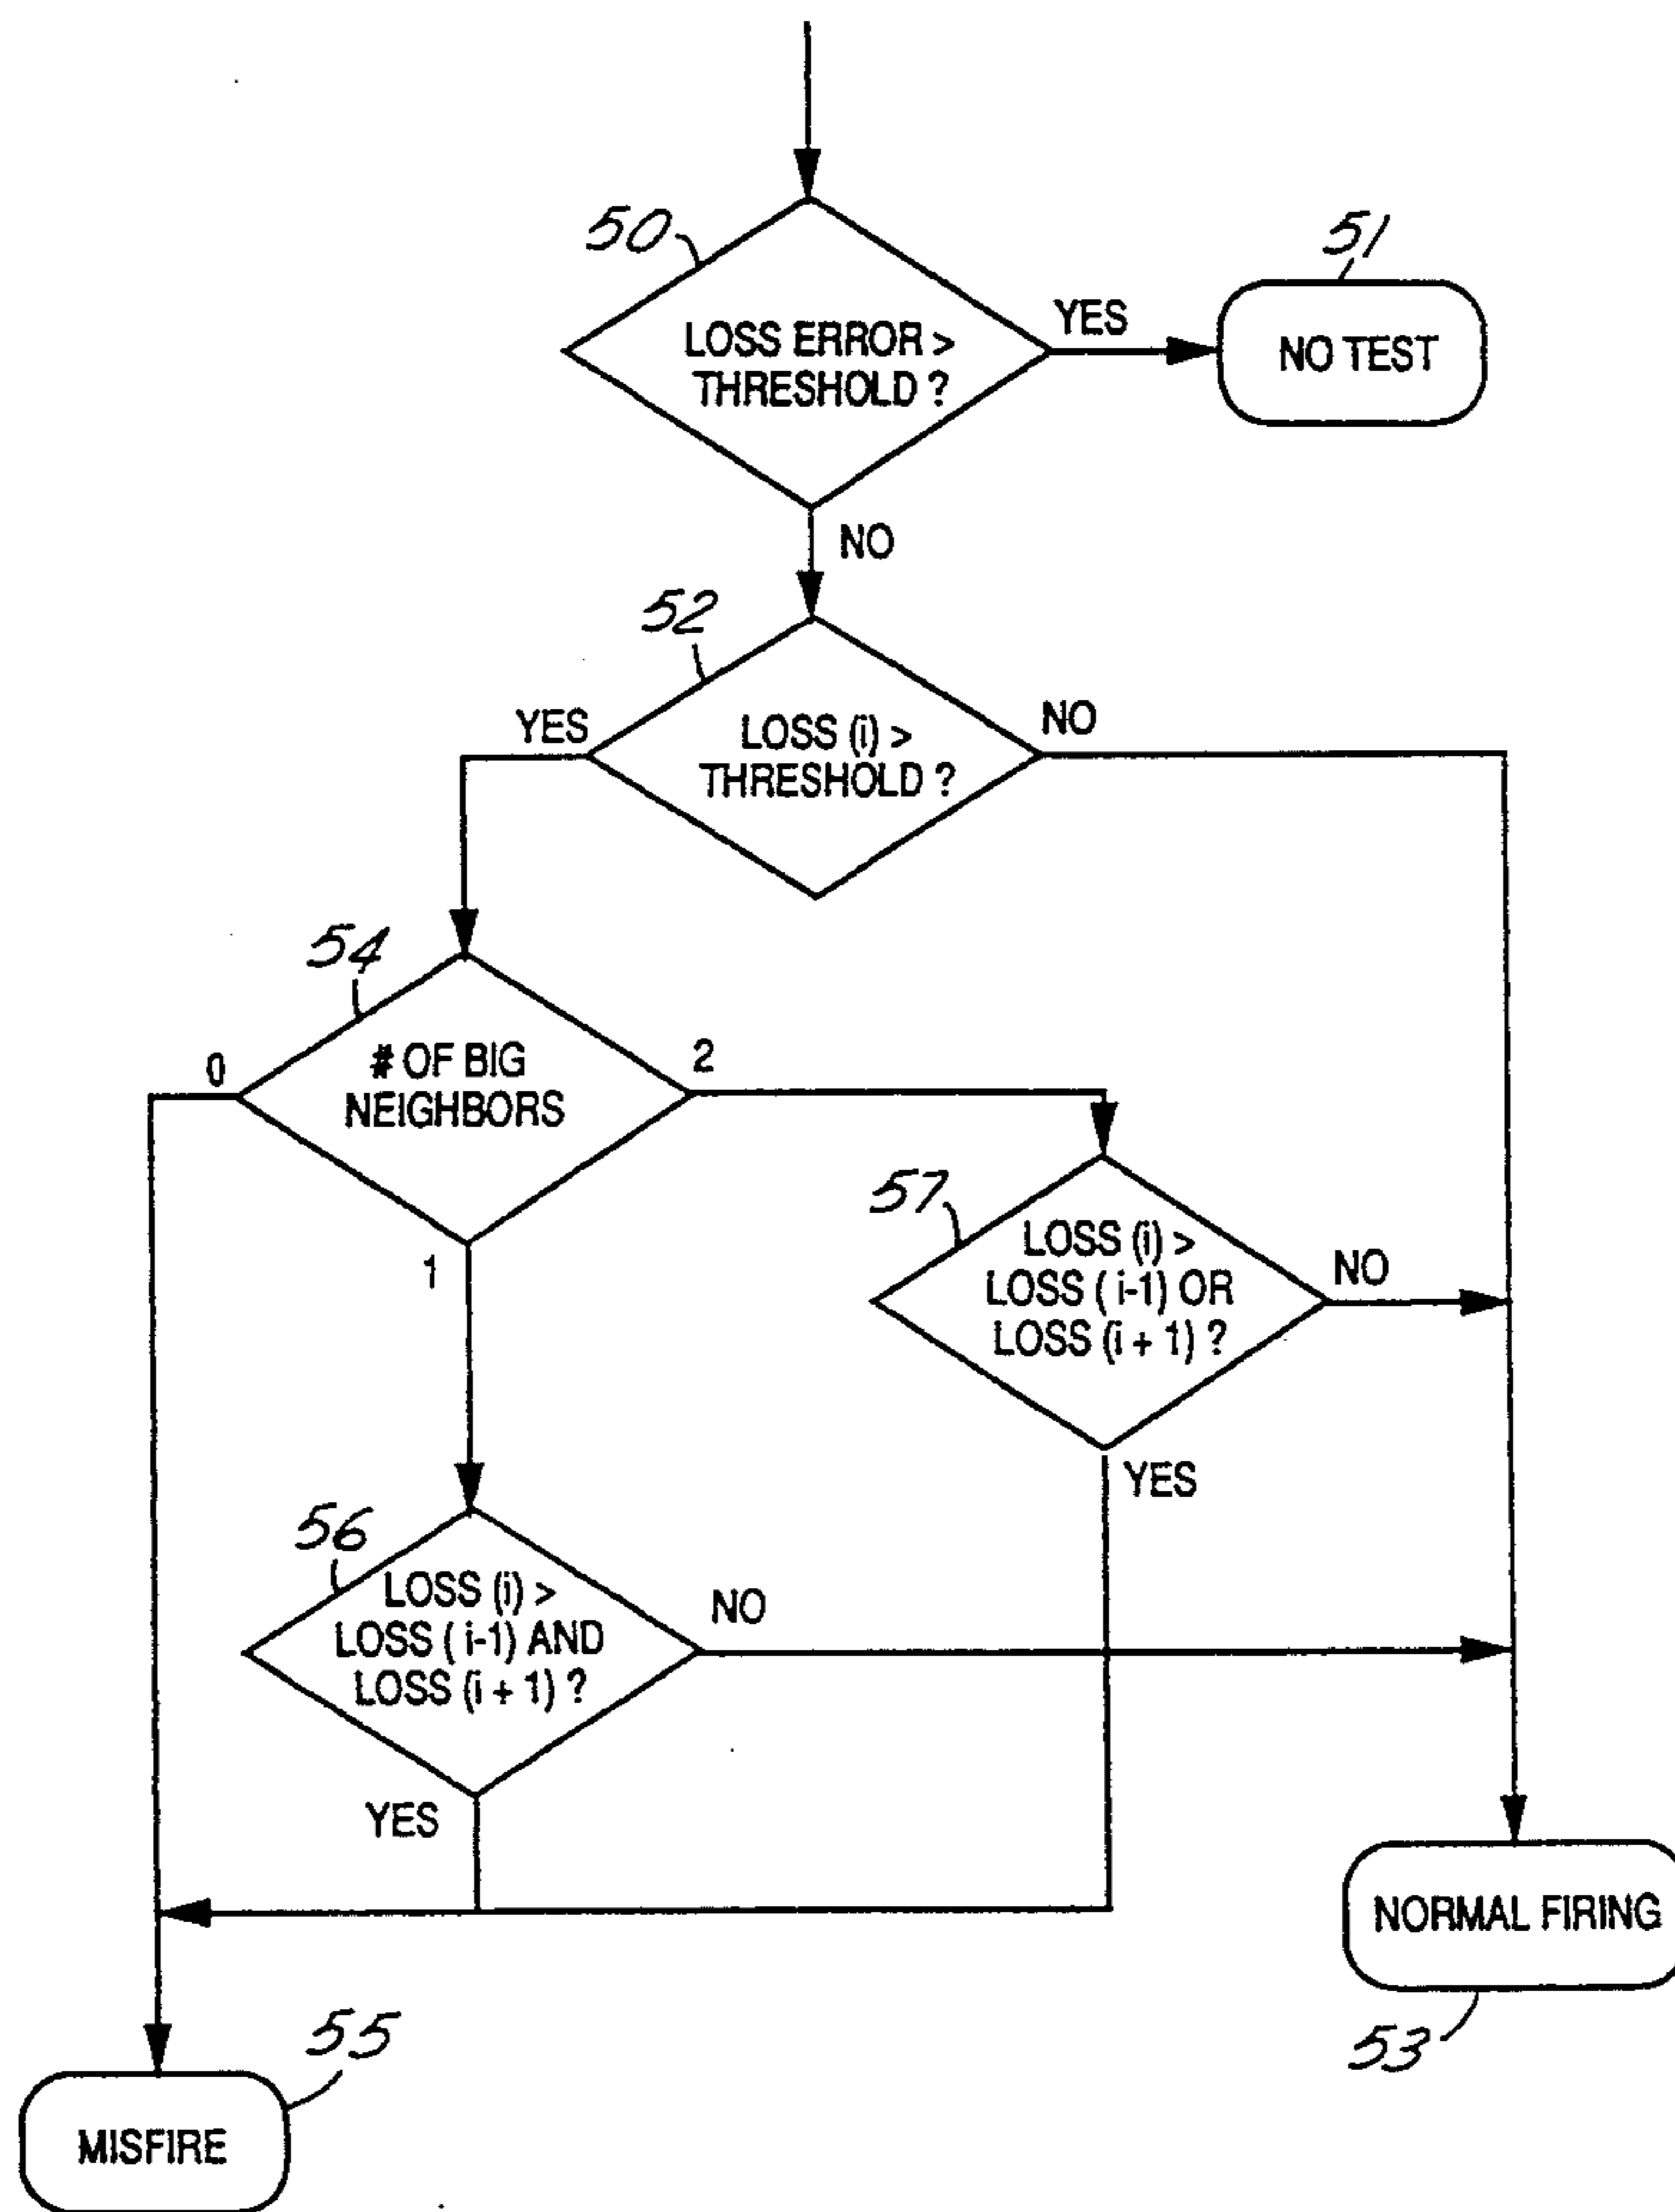 50
51
LOSS ERROR >
THRESHOLD ?
YES
NO TEST
NO
52
YES
LOSS (i) >
THRESHOLD ?
NO
54
0
# OF BIG
NEIGHBORS
2
1
57
LOSS (i) >
LOSS ( i-1) OR
LOSS (i + 1) ?
NO
YES
56
LOSS (i) >
LOSS ( i-1) AND
LOSS (i + 1) ?
NO
YES
NORMAL FIRING
53
55
MISFIRE